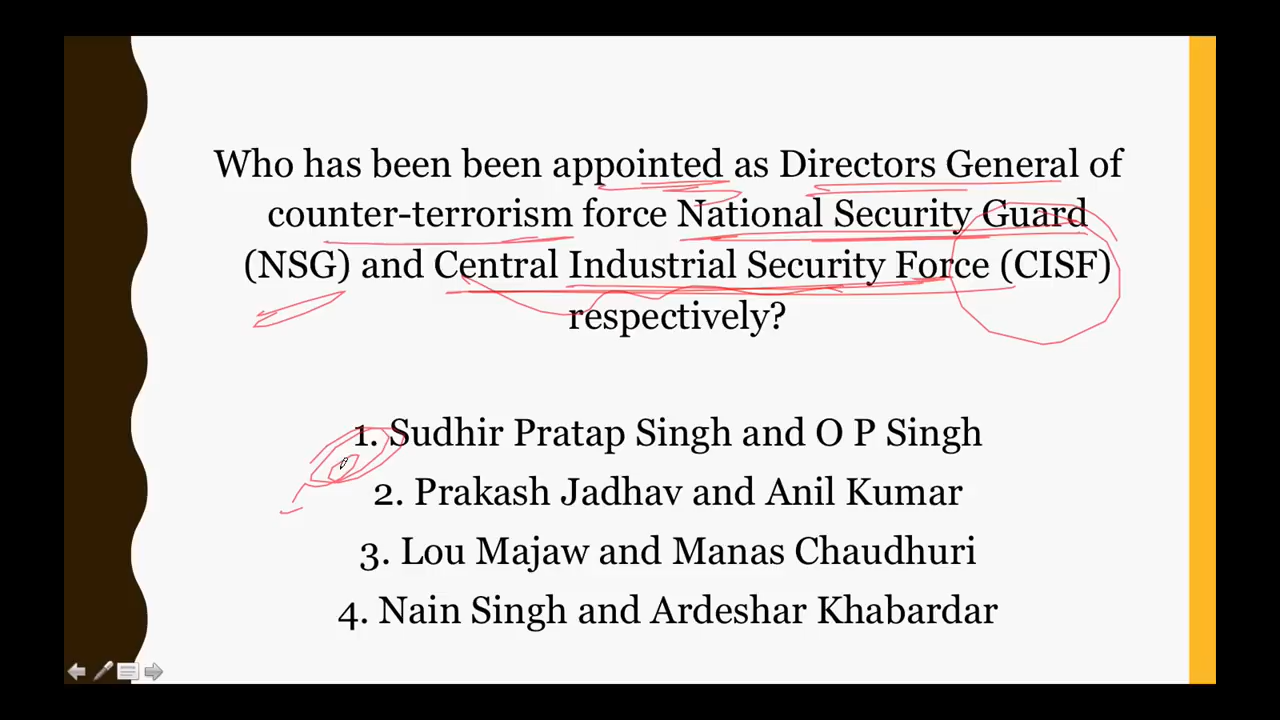 Who has been been appointed as Directors General of
counter-terrorism force National Security Guard
(NSG) and Central Industrial Security Force (CISF)
respectively?
1. Sudhir Pratap Singh and O P Singh
2. Prakash Jadhav and Anil Kumar
3. Lou Majaw and Manas Chaudhuri
4. Nain Singh and Ardeshar Khabardar